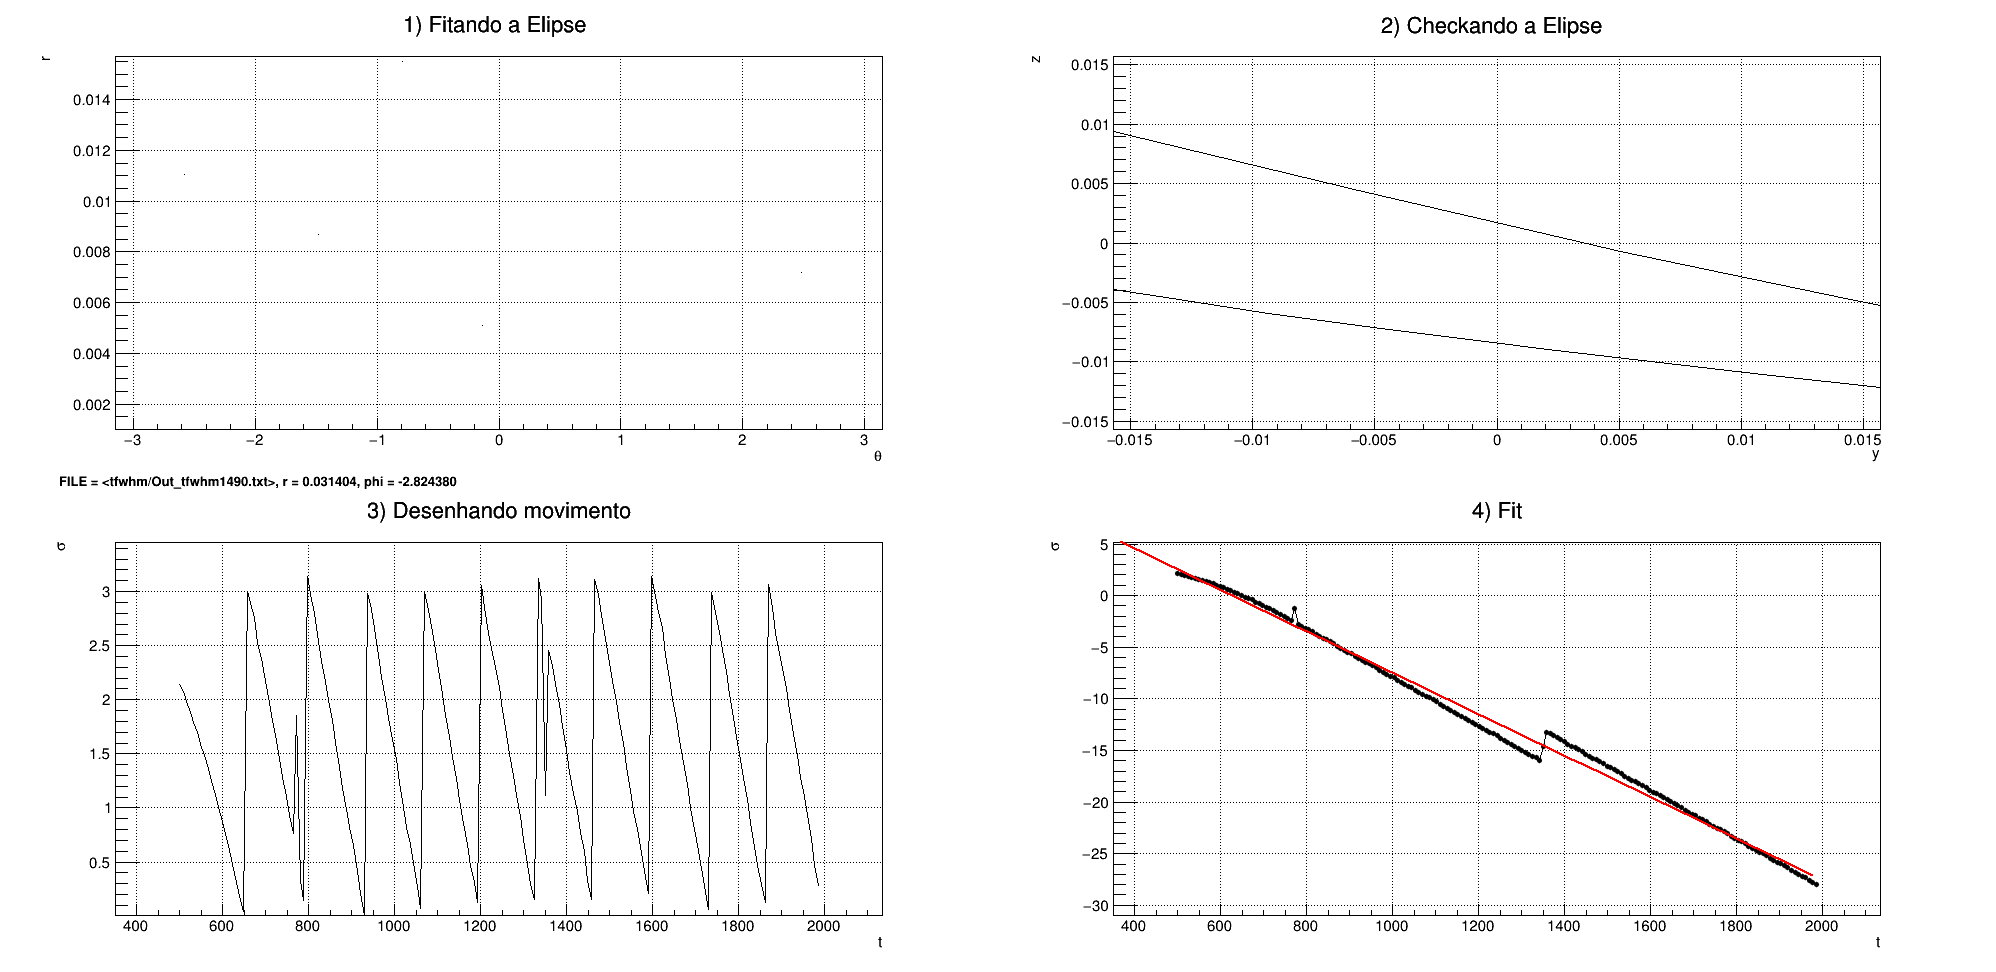 1) Fitando a Elipse
r
0.014
0.012
0.01
0.008
0.006
0.004
0.002
−3 −2 −1 0 1 2 3
θ
2) Checkando a Elipse
z
0.015
0.01
0.005
0
−0.005
−0.01
−0.015
−0.015 −0.01 −0.005 0 0.005 0.01 0.015
y
FILE = <tfwhm/Out_tfwhm1490.txt>, r = 0.031404, phi = -2.824380
3) Desenhando movimento
σ
3
2.5
2
1.5
1
0.5
400 600 800 1000 1200 1400 1600 1800 2000
t
4) Fit
σ
5
0
−5
−10
−15
−20
−25
−30
400 600 800 1000 1200 1400 1600 1800 2000
t